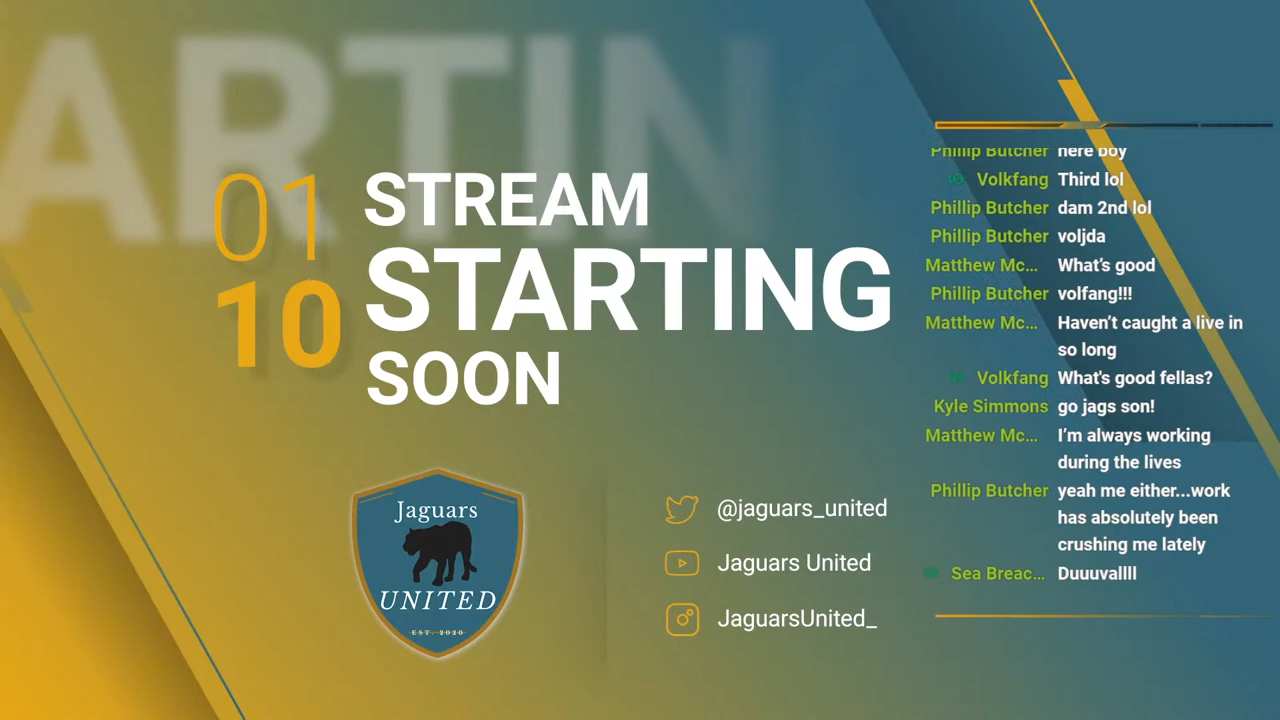 ARTIN
01
10
STREAM
STARTING
SOON
Jaguars
UNITED
EST. 2020
@jaguars_united
Jaguars United
JaguarsUnited_
Phillip Butcher here boy
Volkfang Third lol
Phillip Butcher dam 2nd lol
Phillip Butcher voljda
Matthew Mc... What's good
Phillip Butcher volfang!!!
Matthew Mc... Haven't caught a live in
so long
Volkfang What's good fellas?
Kyle Simmons go jags son!
Matthew Mc... I'm always working
during the lives
Phillip Butcher yeah me either...work
has absolutely been
crushing me lately
Sea Breac... Duuuvallll